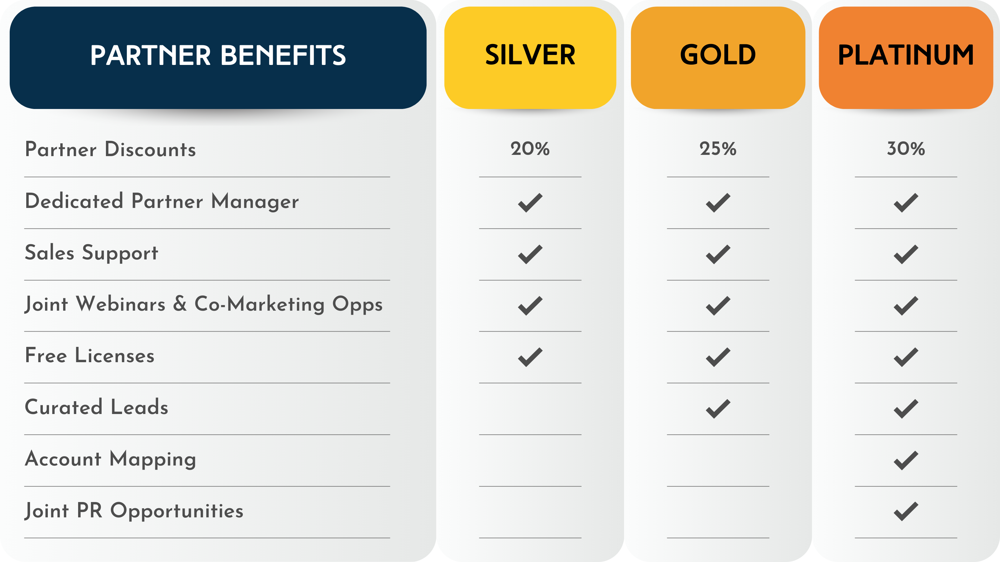 PARTNER BENEFITS SILVER GOLD PLATINUM
Partner Discounts 20% 25% 30%
Dedicated Partner Manager
Sales Support
Joint Webinars & Co-Marketing Opps
Free Licenses
Curated Leads
Account Mapping
Joint PR Opportunities